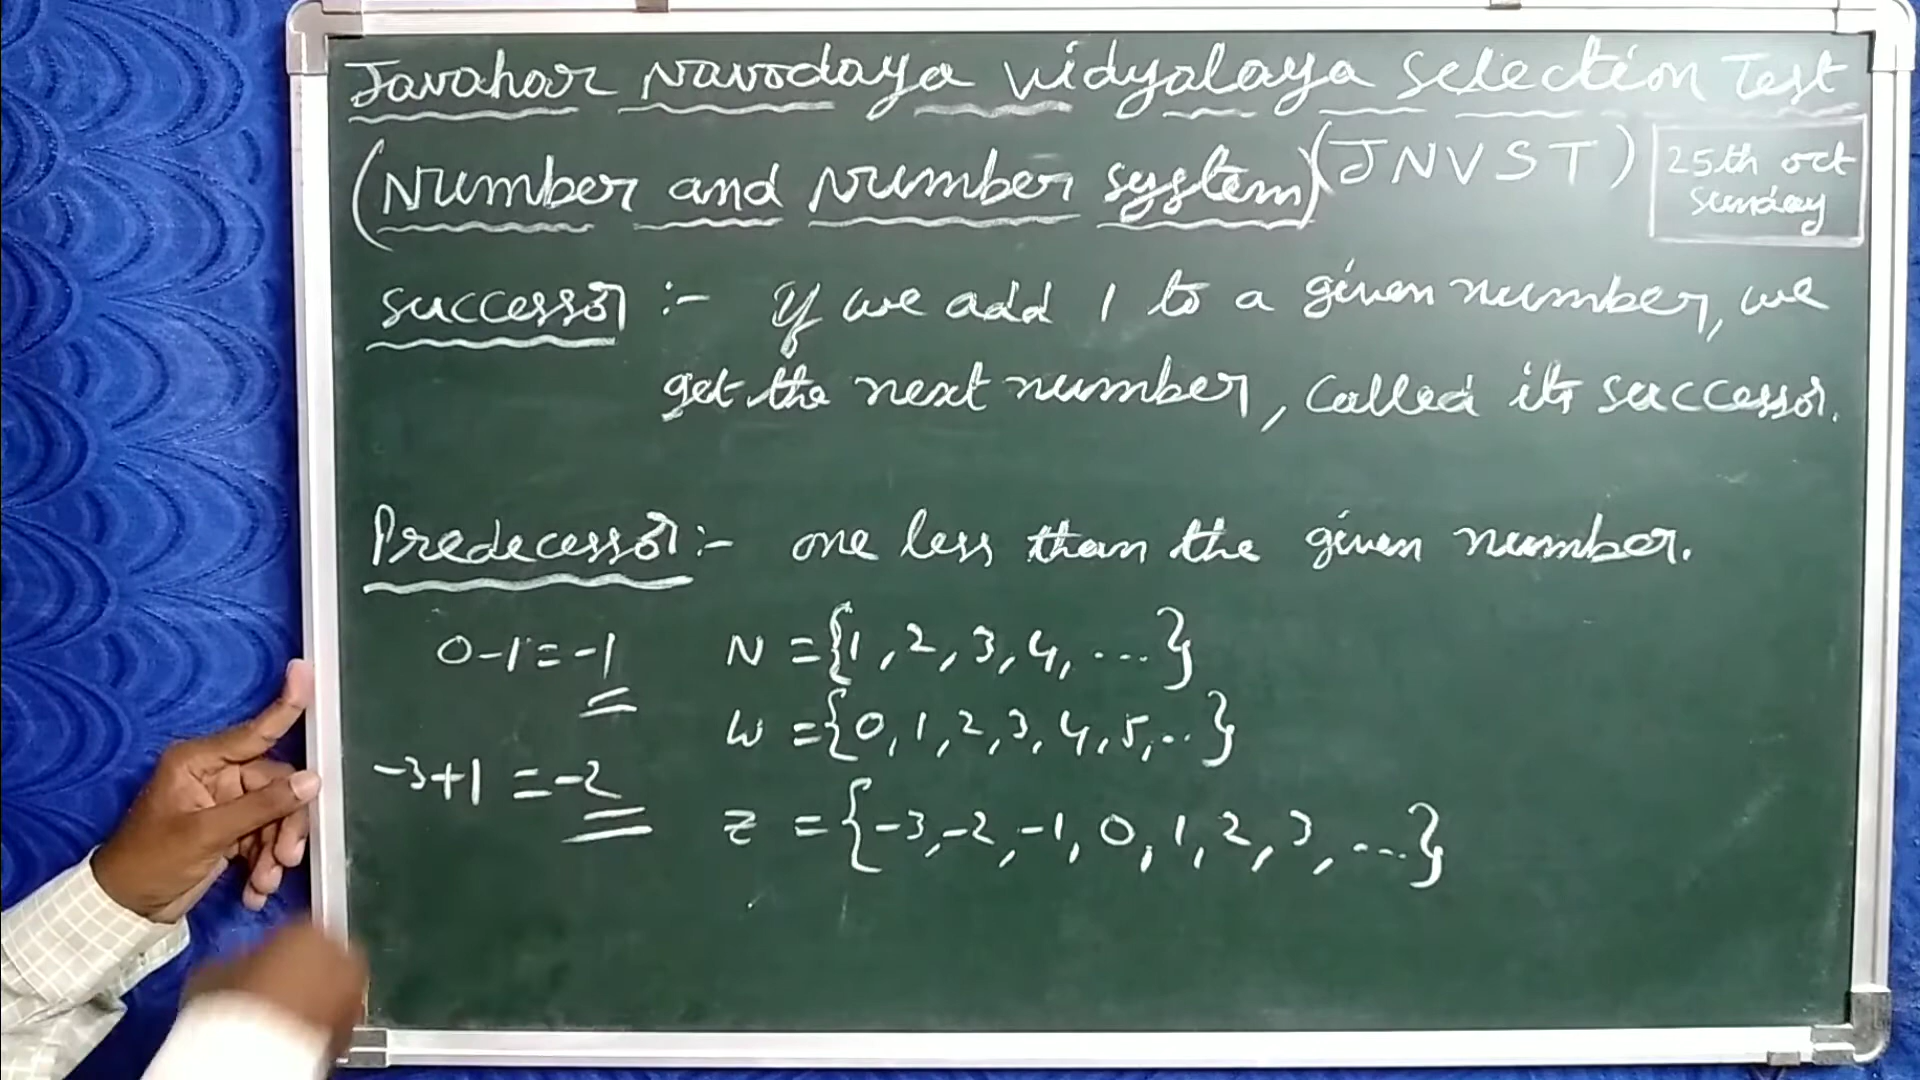 Javahar Navodaya Vidyalaya Selection Test
(Number and Number system) (JNVST)
25th oct
sunday
successor :- if we add 1 to a given number, we
get the next number, called its successor.
Predecessor :- one less than the given number.
0-1=-1
N = {1, 2, 3, 4, ....}
W = {0, 1, 2, 3, 4, 5, ...}
-3+1 = -2
Z = {-3, -2, -1, 0, 1, 2, 3, ....}